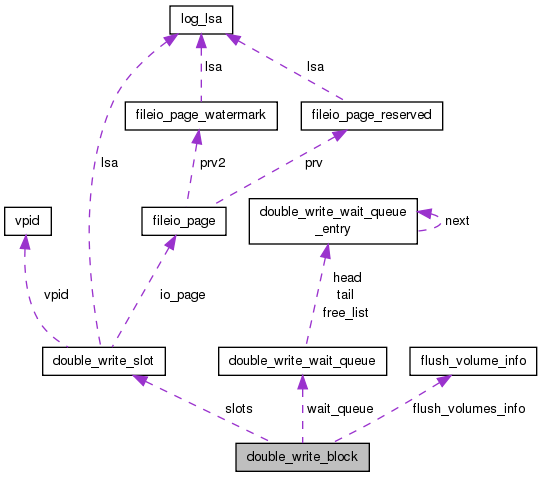 log_lsa
lsa
lsa
fileio_page_watermark
fileio_page_reserved
lsa
prv2
prv
vpid
fileio_page
double_write_wait_queue
_entry
next
vpid
io_page
head
tail
free_list
double_write_slot
double_write_wait_queue
flush_volume_info
slots
wait_queue
flush_volumes_info
double_write_block